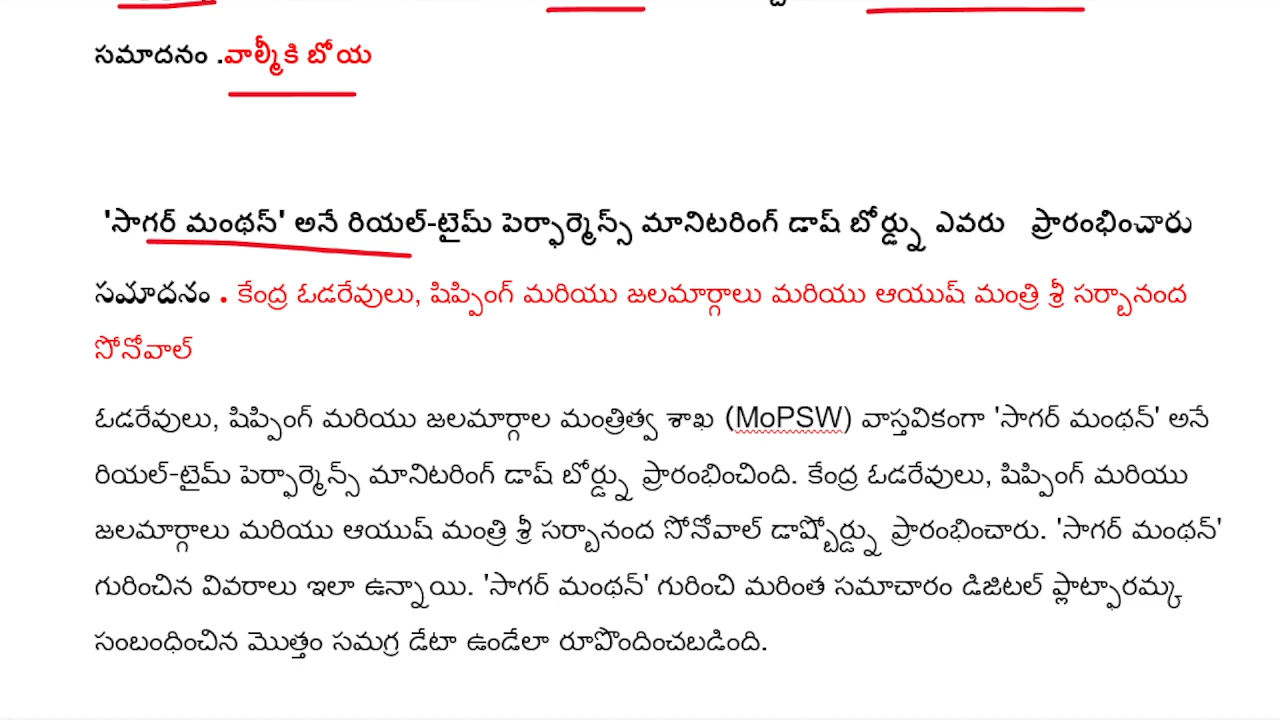 సమాదనం .వాల్మీకి బోయ
'సాగర్ మంథన్' అనే రియల్-టైమ్ పెర్ఫార్మెన్స్ మానిటరింగ్ డాష్ బోర్డ్ను ఎవరు ప్రారంభించారు
సమాదనం . కేంద్ర ఓడరేవులు, షిప్పింగ్ మరియు జలమార్గాలు మరియు ఆయుష్ మంత్రి శ్రీ సర్బానంద
సోనోవాల్
ఓడరేవులు, షిప్పింగ్ మరియు జలమార్గాల మంత్రిత్వ శాఖ (MoPSW) వాస్తవికంగా 'సాగర్ మంథన్' అనే
రియల్-టైమ్ పెర్ఫార్మెన్స్ మానిటరింగ్ డాష్ బోర్డ్ను ప్రారంభించింది. కేంద్ర ఓడరేవులు, షిప్పింగ్ మరియు
జలమార్గాలు మరియు ఆయుష్ మంత్రి శ్రీ సర్బానంద సోనోవాల్ డాష్బోర్డ్ను ప్రారంభించారు. 'సాగర్ మంథన్'
గురించిన వివరాలు ఇలా ఉన్నాయి. 'సాగర్ మంథన్' గురించి మరింత సమాచారం డిజిటల్ ప్లాట్ఫారమ్కు
సంబంధించిన మొత్తం సమగ్ర డేటా ఉండేలా రూపొందించబడింది.